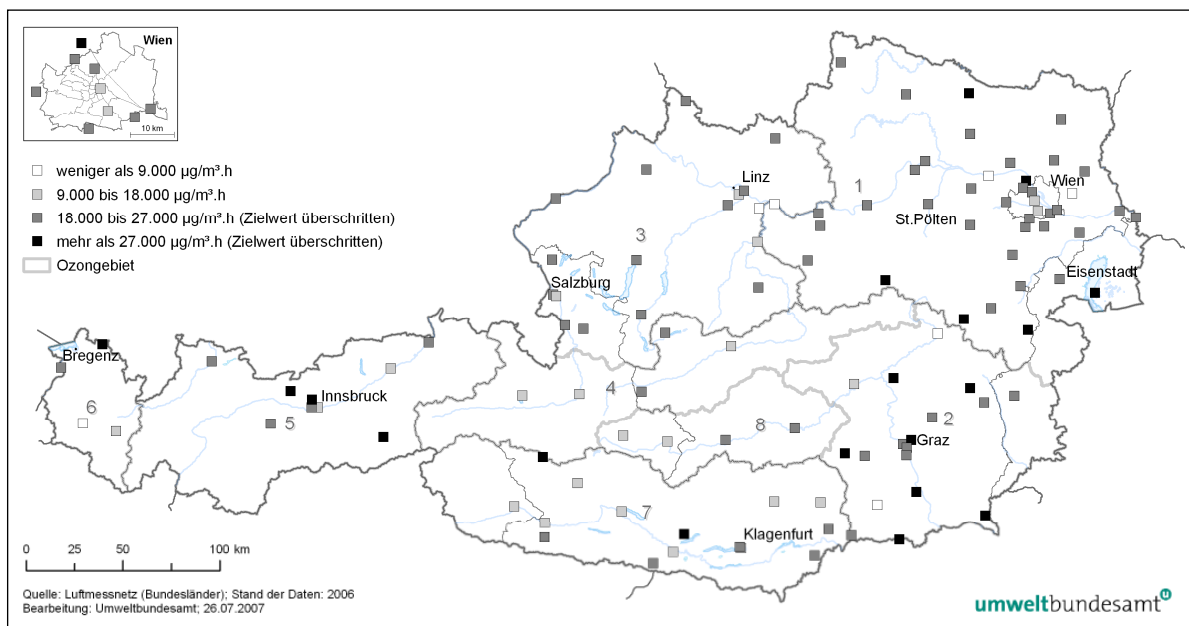 Wien
10 km
weniger als 9.000 µg/m³.h
9.000 bis 18.000 µg/m³.h
18.000 bis 27.000 µg/m³.h (Zielwert überschritten)
mehr als 27.000 µg/m³.h (Zielwert überschritten)
Ozongebiet
Linz
1
Wien
St.Pölten
3
Salzburg
Eisenstadt
Bregenz
Innsbruck
4
6
5
8
2
Graz
7
Klagenfurt
0 25 50 100 km
Quelle: Luftmessnetz (Bundesländer); Stand der Daten: 2006
Bearbeitung: Umweltbundesamt; 26.07.2007
umweltbundesamt
u